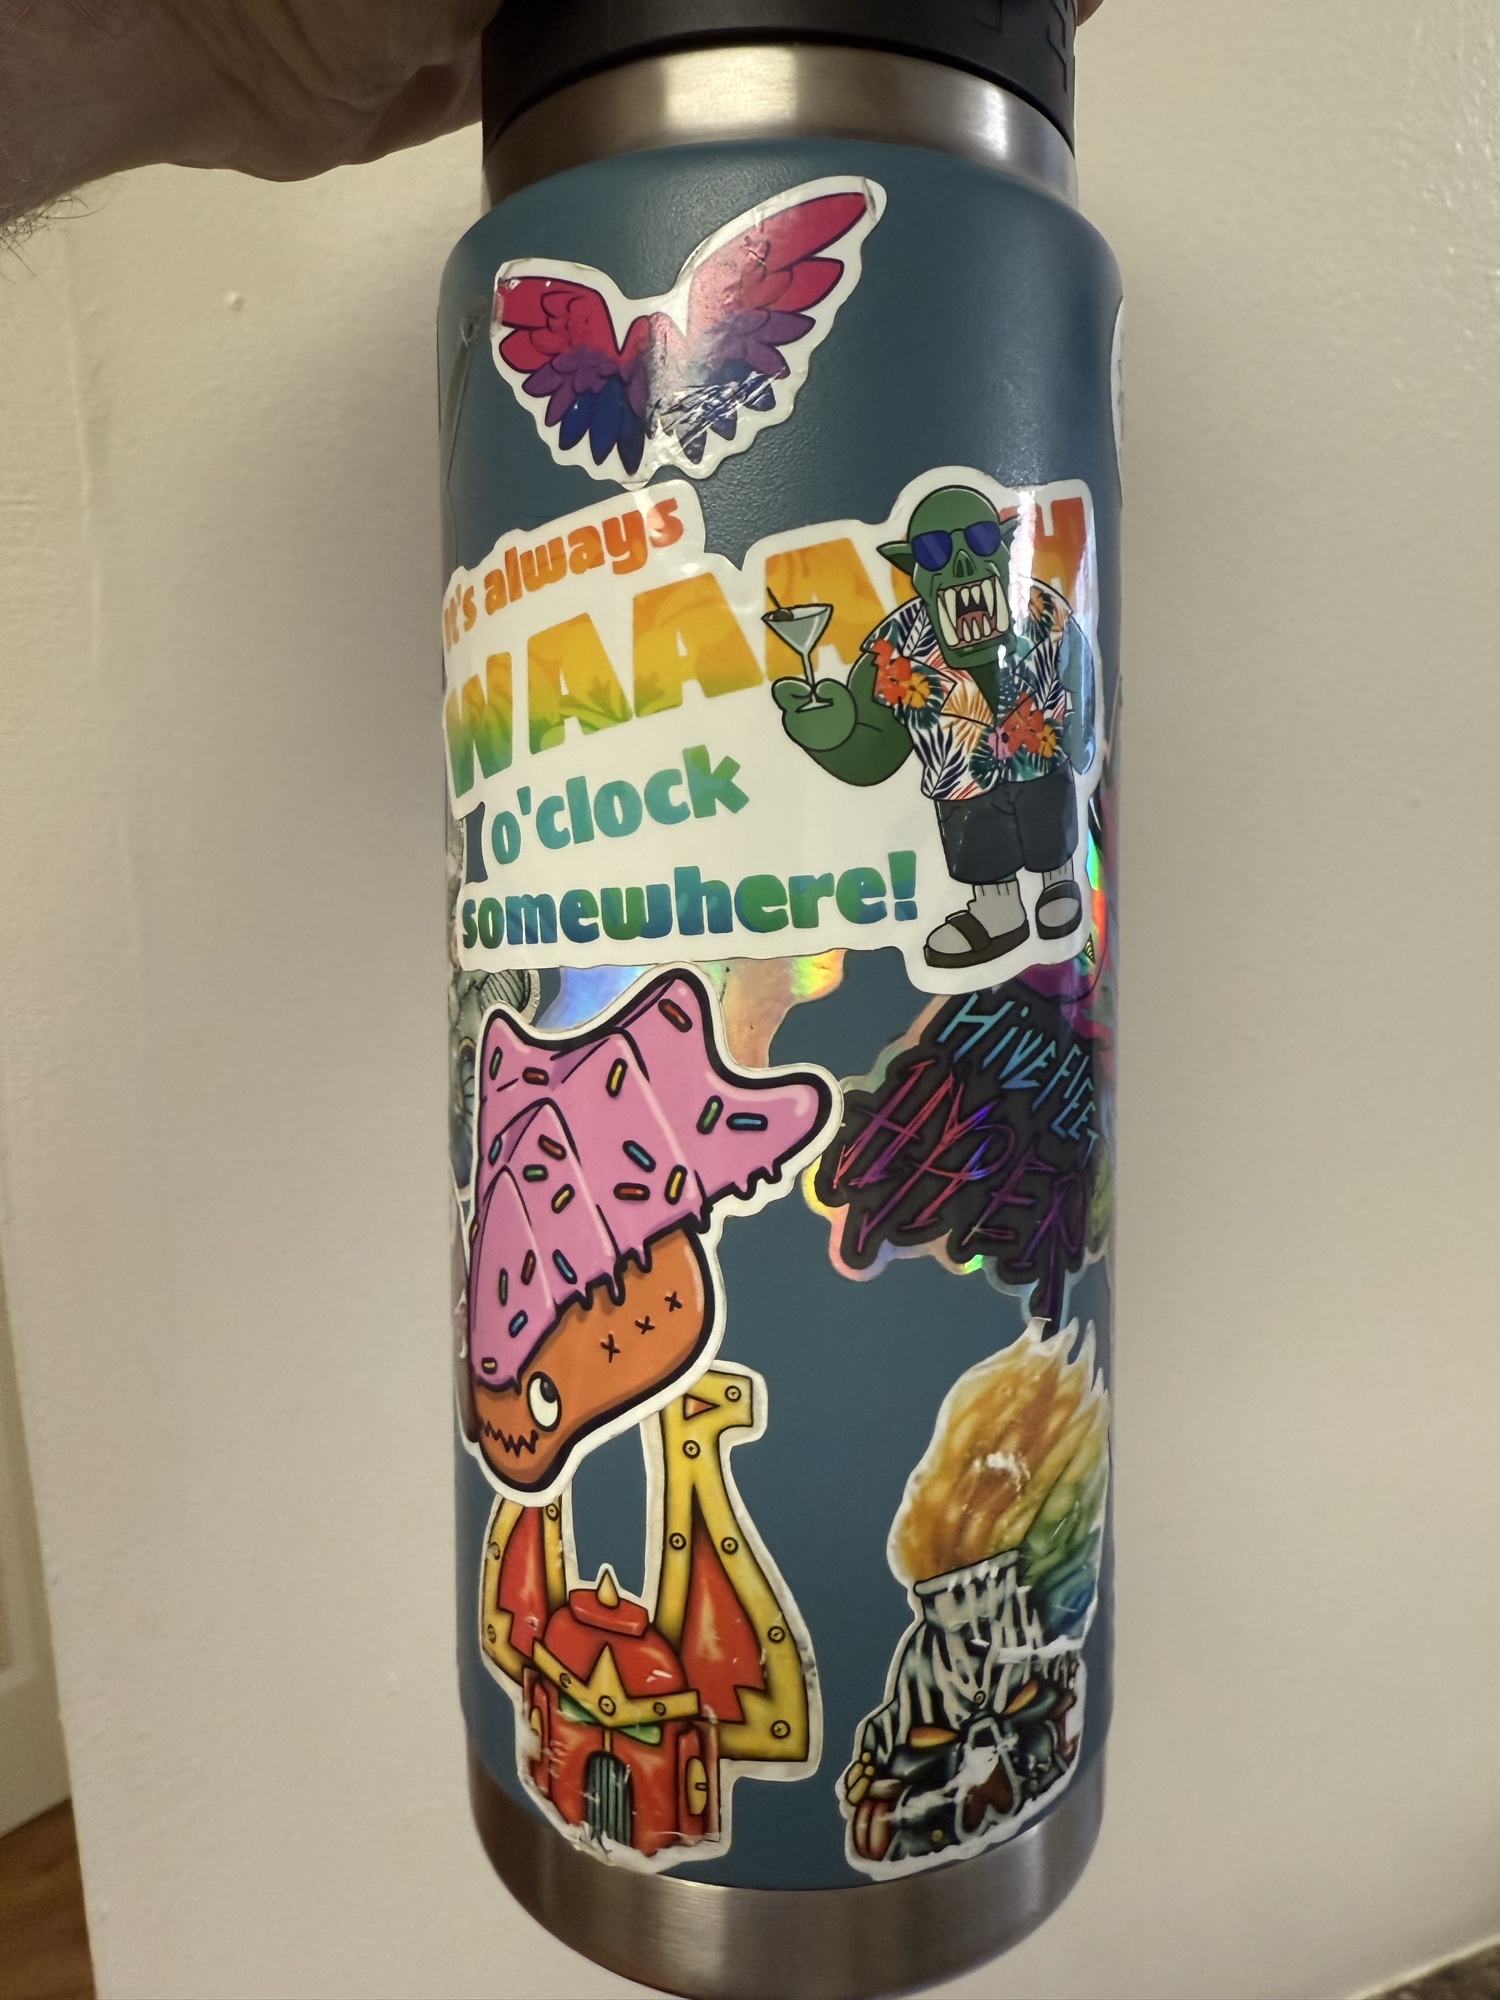 It's always
WAAAGH
o'clock
somewhere!
HiVE FlEET
HYPER